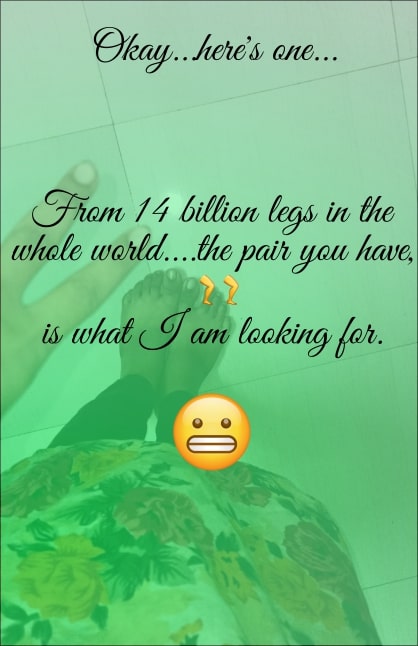 Okay...here's one...
From 14 billion legs in the
whole world....the pair you have,
is what I am looking for.